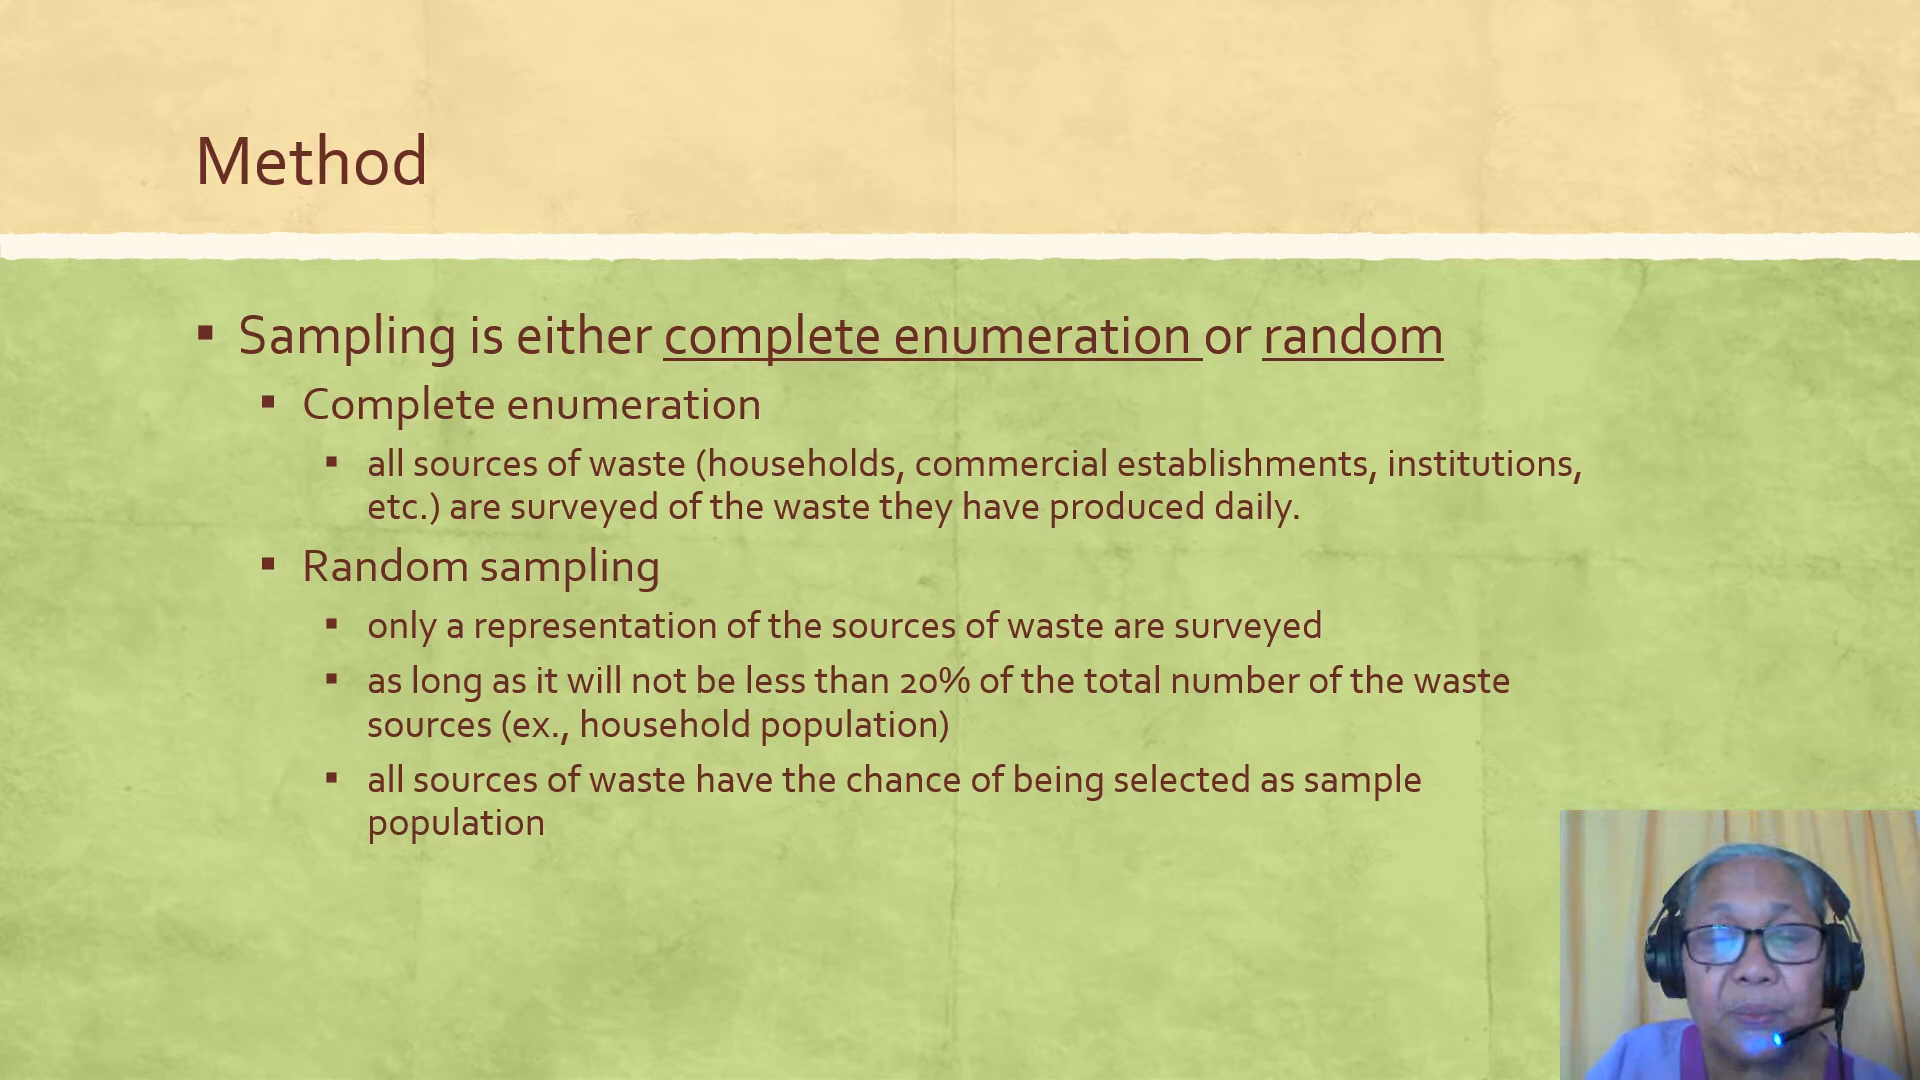 Method
▪ Sampling is either complete enumeration or random
▪ Complete enumeration
▪ all sources of waste (households, commercial establishments, institutions,
etc.) are surveyed of the waste they have produced daily.
▪ Random sampling
▪ only a representation of the sources of waste are surveyed
▪ as long as it will not be less than 20% of the total number of the waste
sources (ex., household population)
▪ all sources of waste have the chance of being selected as sample
population